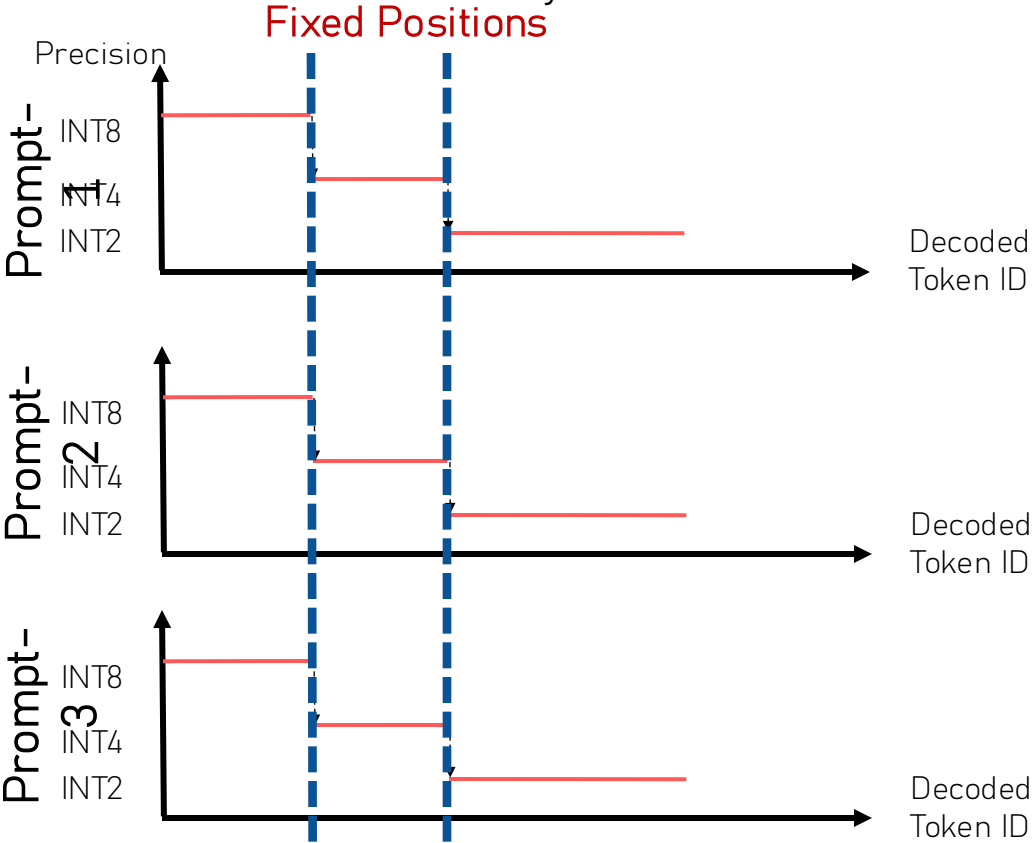 Fixed Positions
Precision
Prompt-
1
INT8
INT4
INT2
Decoded
Token ID
Prompt-
2
INT8
INT4
INT2
Decoded
Token ID
Prompt-
3
INT8
INT4
INT2
Decoded
Token ID